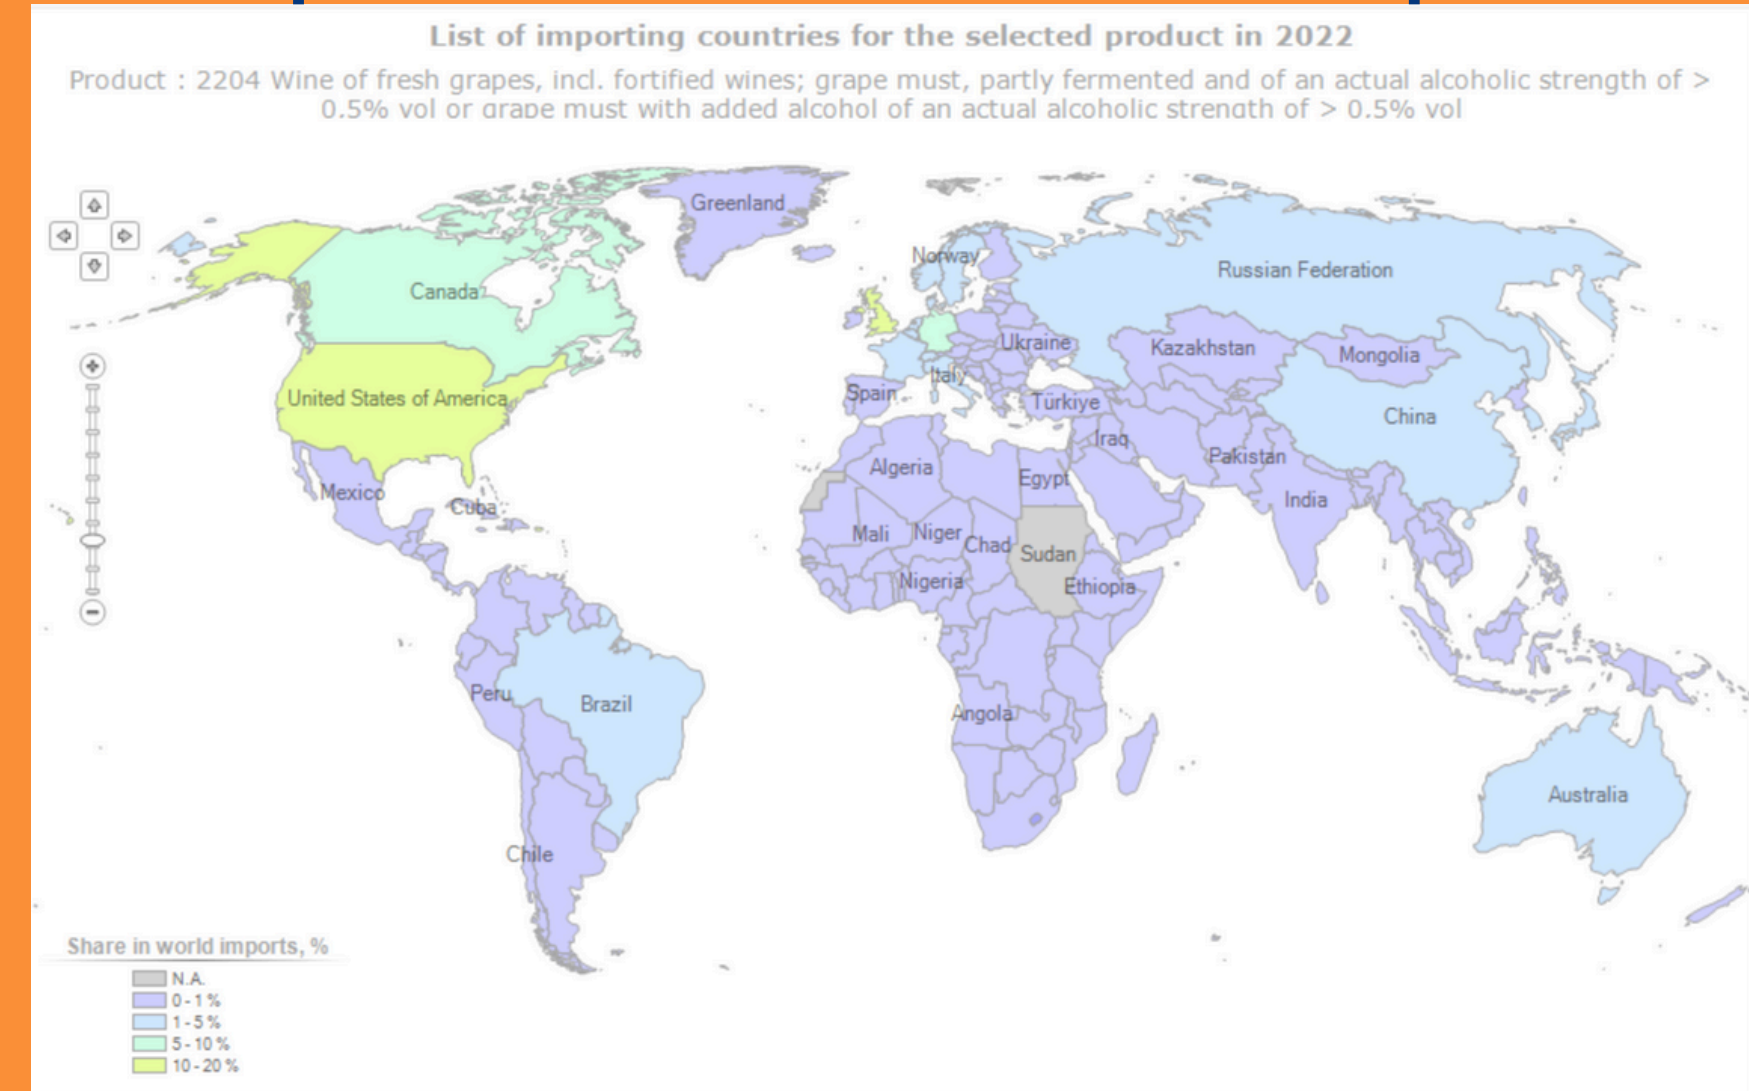 List of importing countries for the selected product in 2022
Product : 2204 Wine of fresh grapes, incl. fortified wines; grape must, partly fermented and of an actual alcoholic strength of >
0.5% vol or grape must with added alcohol of an actual alcoholic strength of > 0.5% vol
Greenland
Norway
Russian Federation
Canada
Ukraine
Kazakhstan
Mongolia
Italy
Spain
United States of America
Türkiye
China
Iraq
Pakistan
Algeria
Egypt
India
Mexico
Cuba
Mali
Niger
Chad
Sudan
Nigeria
Ethiopia
Peru
Brazil
Angola
Australia
Chile
Share in world imports, %
N.A.
0 - 1 %
1 - 5 %
5 - 10 %
10 - 20 %